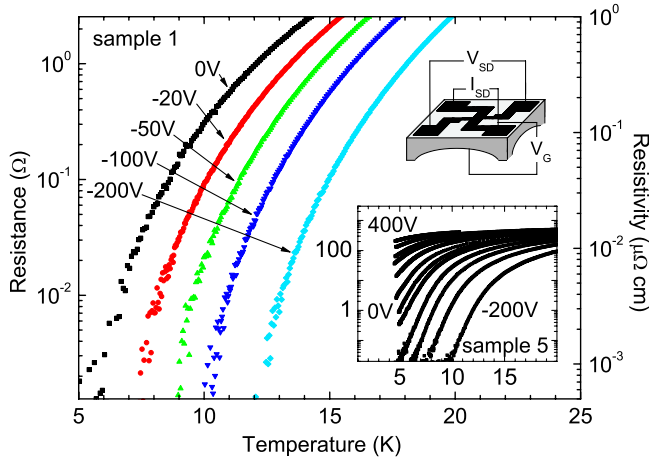 sample 1
0V
-20V
-50V
-100V
-200V
V_SD
I_SD
V_G
400V
0V
-200V
sample 5
100
1
5 10 15
10⁰
10⁻¹
10⁻²
Resistance (Ω)
10⁰
10⁻¹
10⁻²
10⁻³
Resistivity (μΩ cm)
5 10 15 20 25
Temperature (K)